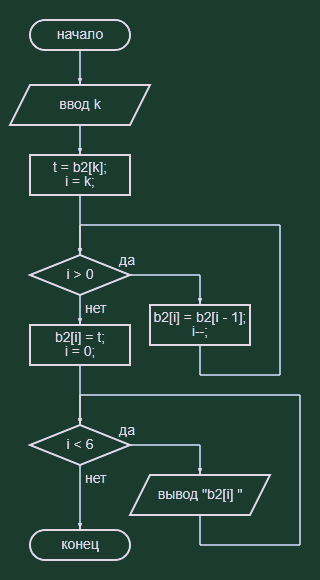 начало
ввод k
t = b2[k];
i = k;
i > 0
да
нет
b2[i] = b2[i - 1];
i--;
b2[i] = t;
i = 0;
i < 6
да
нет
вывод "b2[i] "
конец